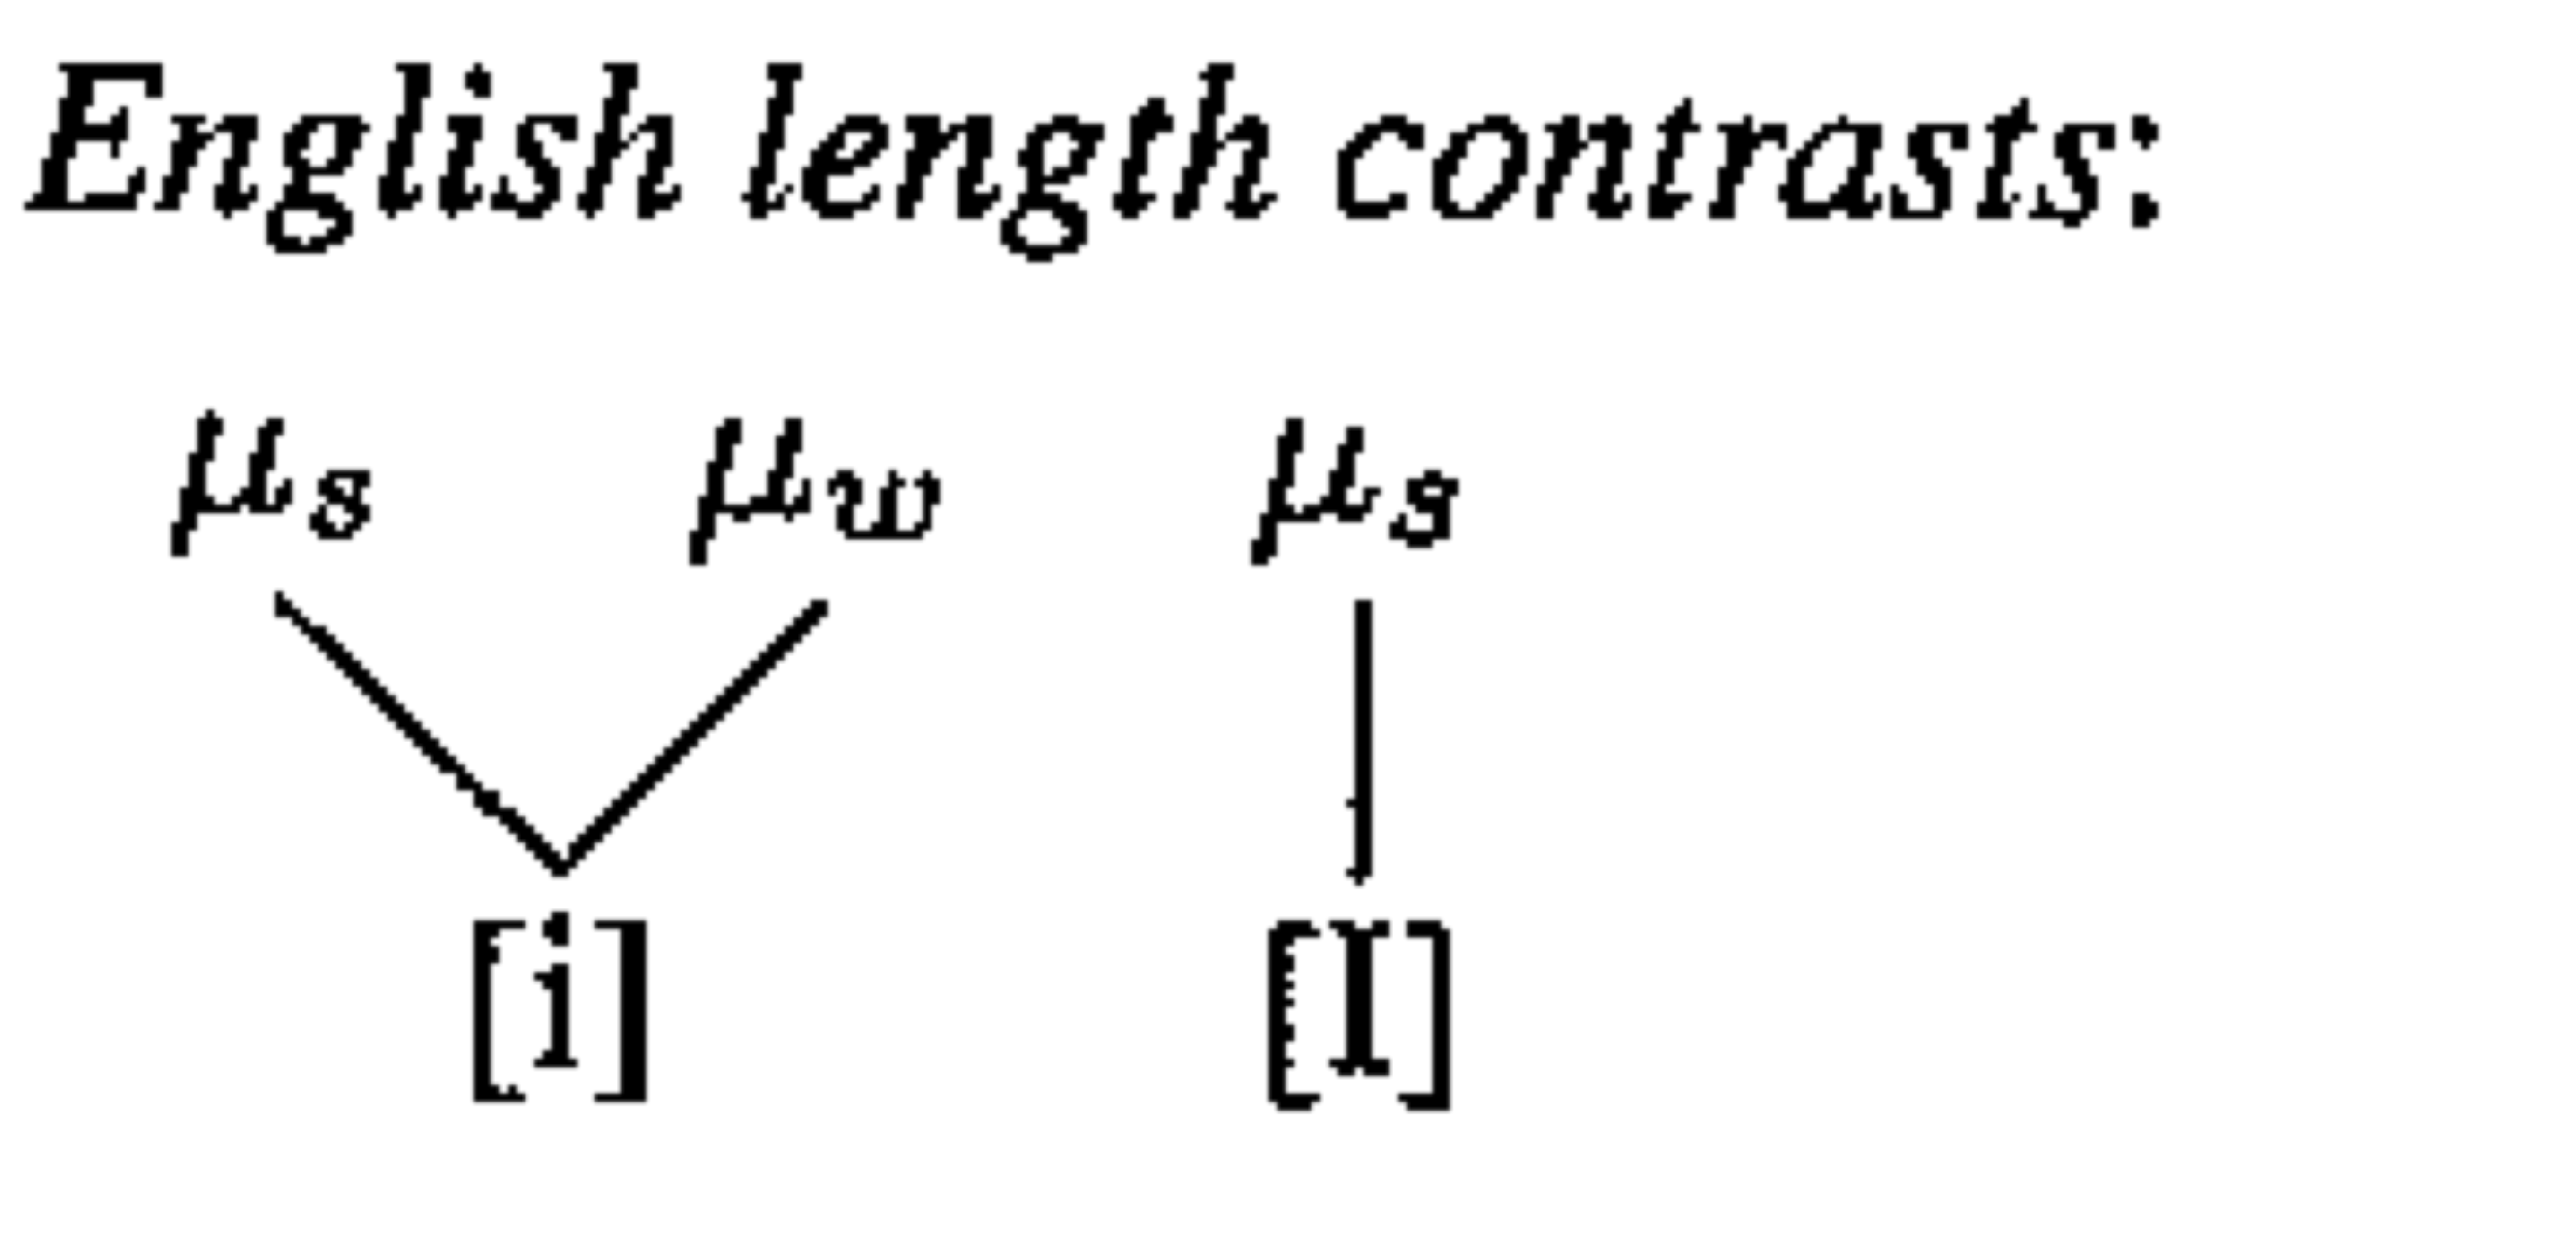 English length contrasts:
μs μw μs
[i] [I]